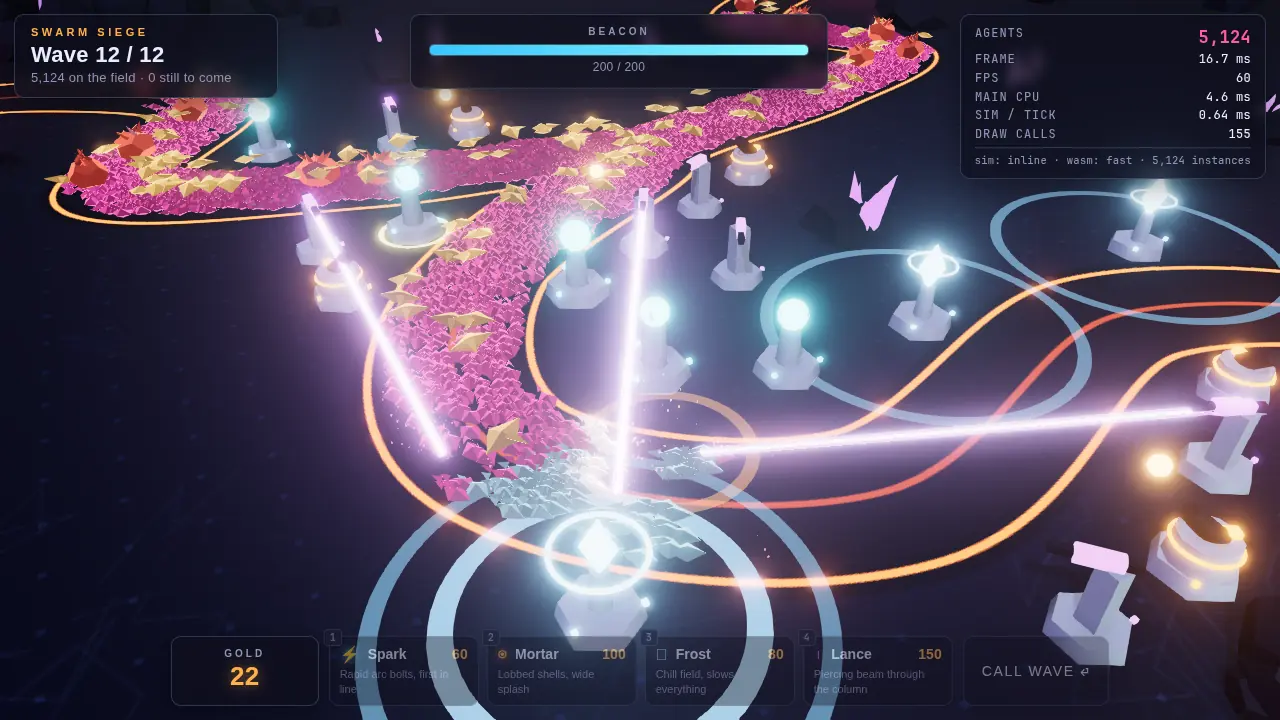 SWARM SIEGE
Wave 12 / 12
5,124 on the field · 0 still to come
BEACON
200 / 200
AGENTS 5,124
FRAME 16.7 ms
FPS 60
MAIN CPU 4.6 ms
SIM / TICK 0.64 ms
DRAW CALLS 155
sim: inline · wasm: fast · 5,124 instances
GOLD
22
1
⚡ Spark 60
Rapid arc bolts, first in
line
2
Mortar 100
Lobbed shells, wide
splash
3
Frost 80
Chill field, slows
everything
4
Lance 150
Piercing beam through
the column
CALL WAVE ⏎